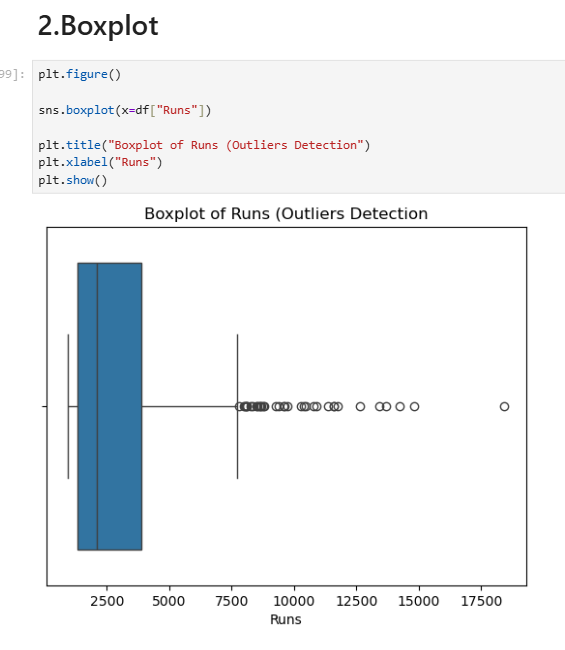 2.Boxplot
99]:
plt.figure()
sns.boxplot(x=df["Runs"])
plt.title("Boxplot of Runs (Outliers Detection")
plt.xlabel("Runs")
plt.show()
Boxplot of Runs (Outliers Detection
2500 5000 7500 10000 12500 15000 17500
Runs